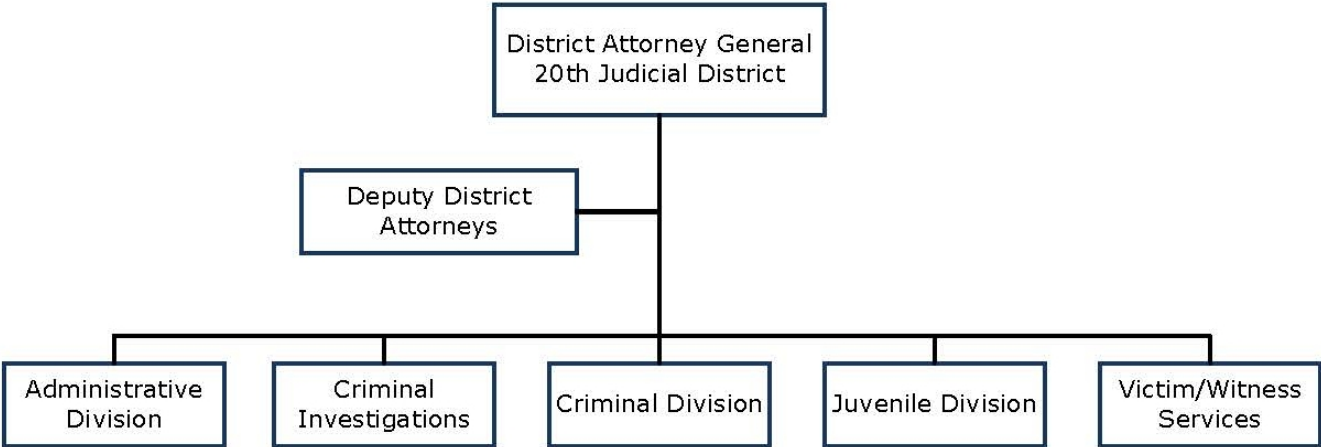 District Attorney General
20th Judicial District
Deputy District
Attorneys
Administrative
Division
Criminal
Investigations
Criminal Division
Juvenile Division
Victim/Witness
Services